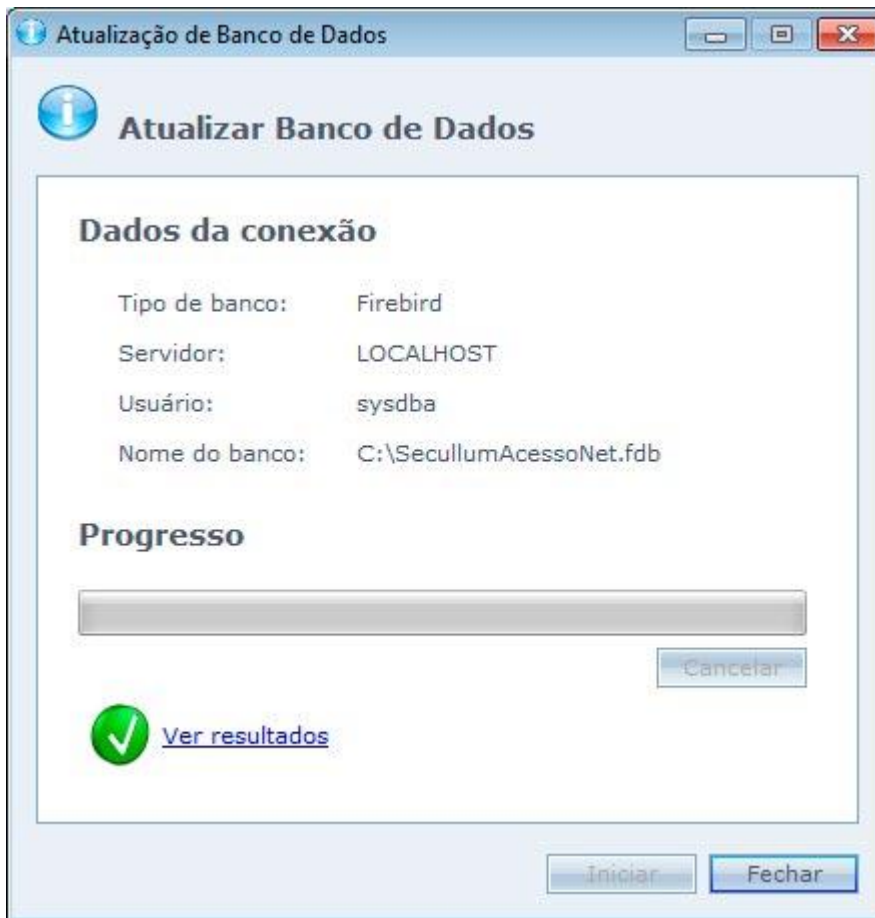 Atualização de Banco de Dados
Atualizar Banco de Dados
Dados da conexão
Tipo de banco: Firebird
Servidor: LOCALHOST
Usuário: sysdba
Nome do banco: C:\SecullumAcessoNet.fdb
Progresso
Cancelar
Ver resultados
Iniciar Fechar